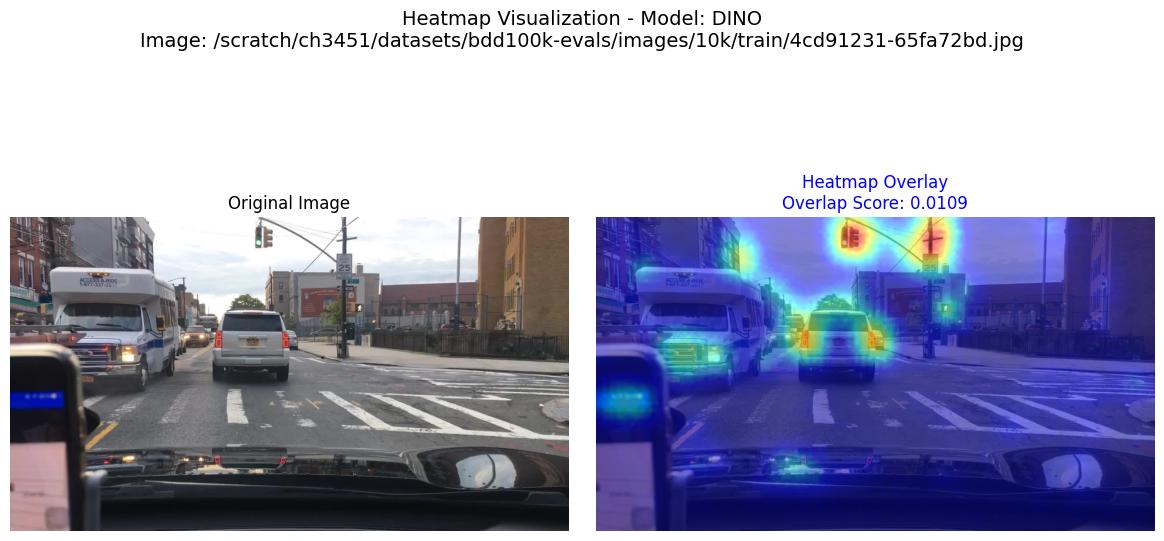 Heatmap Visualization - Model: DINO
Image: /scratch/ch3451/datasets/bdd100k-evals/images/10k/train/4cd91231-65fa72bd.jpg
Original Image
Heatmap Overlay
Overlap Score: 0.0109
25